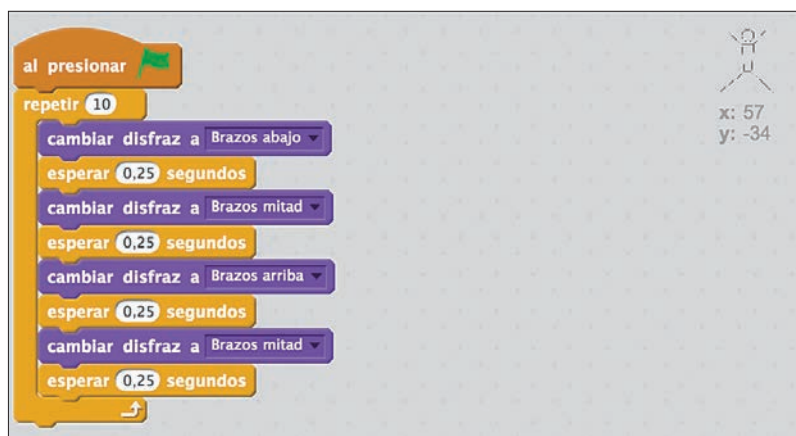 al presionar
repetir 10
cambiar disfraz a Brazos abajo
esperar 0,25 segundos
cambiar disfraz a Brazos mitad
esperar 0,25 segundos
cambiar disfraz a Brazos arriba
esperar 0,25 segundos
cambiar disfraz a Brazos mitad
esperar 0,25 segundos
x: 57
y: -34